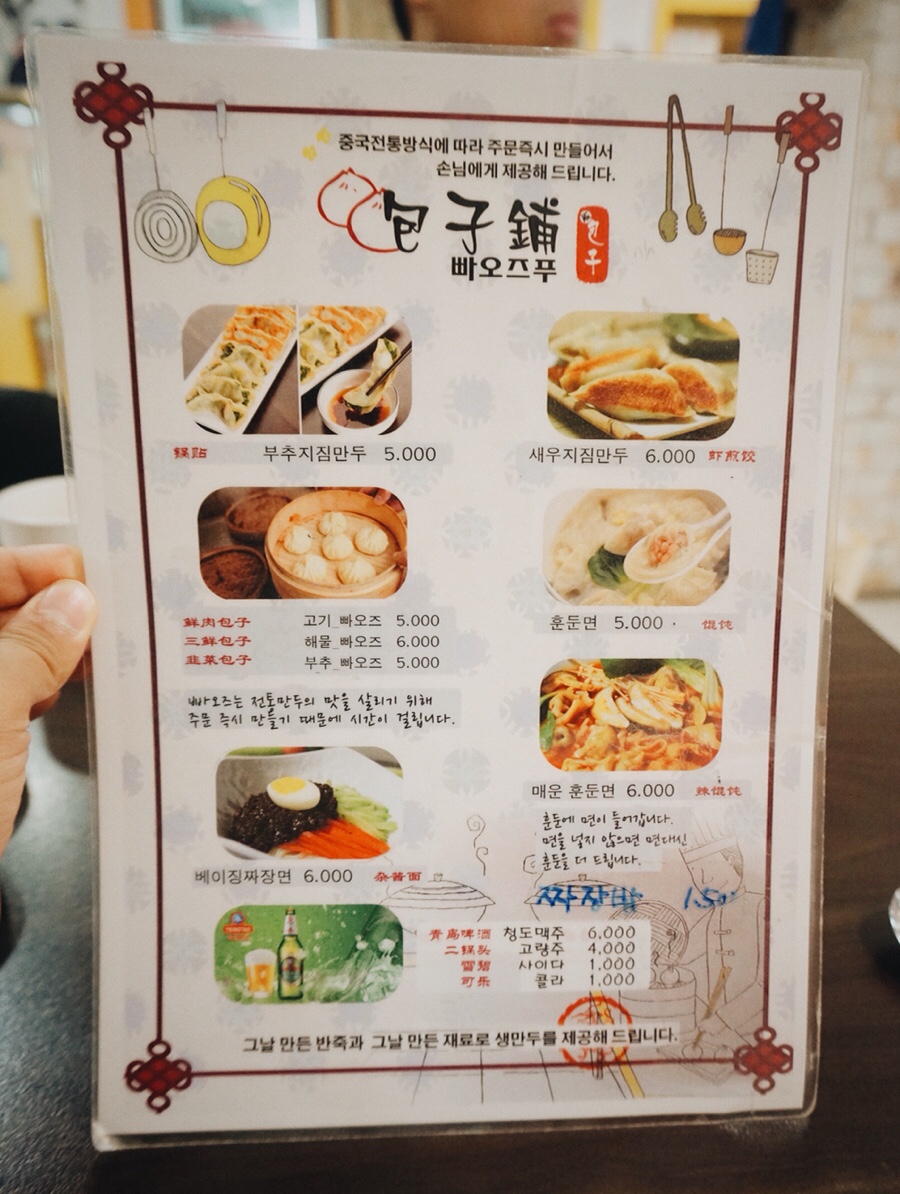 중국전통방식에 따라 주문즉시 만들어서
손님에게 제공해 드립니다.
包子鋪
包子
빠오즈푸
锅贴 부추지짐만두 5.000
새우지짐만두 6.000 虾煎饺
鲜肉包子 고기_빠오즈 5.000
三鲜包子 해물_빠오즈 6.000
韭菜包子 부추_빠오즈 5.000
훈둔면 5.000 · 馄饨
빠오즈는 전통만두의 맛을 살리기 위해
주문 즉시 만들기 때문에 시간이 걸립니다.
매운 훈둔면 6.000 辣馄饨
훈둔에 면이 들어갑니다.
면을 넣지 않으면 면대신
훈둔을 더 드립니다.
베이징짜장면 6.000 杂酱面
짜장밥
TSINGTAO
青岛啤酒 청도맥주 6,000
二锅头 고량주 4,000
雪碧 사이다 1,000
可乐 콜라 1,000
그날 만든 반죽과 그날 만든 재료로 생만두를 제공해 드립니다.